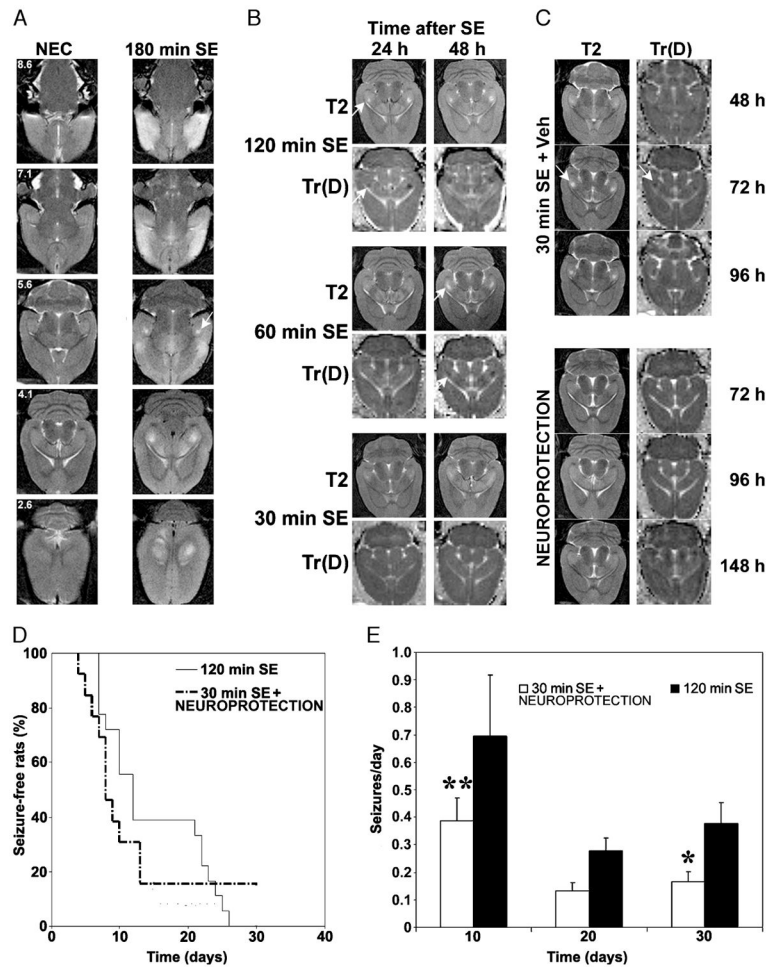 A
NEC
180 min SE
8.6
7.1
5.6
4.1
2.6
B
Time after SE
24 h
48 h
T2
120 min SE
Tr(D)
T2
60 min SE
Tr(D)
T2
30 min SE
Tr(D)
C
T2
Tr(D)
30 min SE + Veh
48 h
72 h
96 h
NEUROPROTECTION
72 h
96 h
148 h
D
Seizure-free rats (%)
100
80
60
40
20
0
120 min SE
30 min SE +
NEUROPROTECTION
0
10
20
30
40
Time (days)
E
Seizures/day
1.0
0.9
0.8
0.7
0.6
0.5
0.4
0.3
0.2
0.1
0
30 min SE +
NEUROPROTECTION
120 min SE
**
*
10
20
30
Time (days)